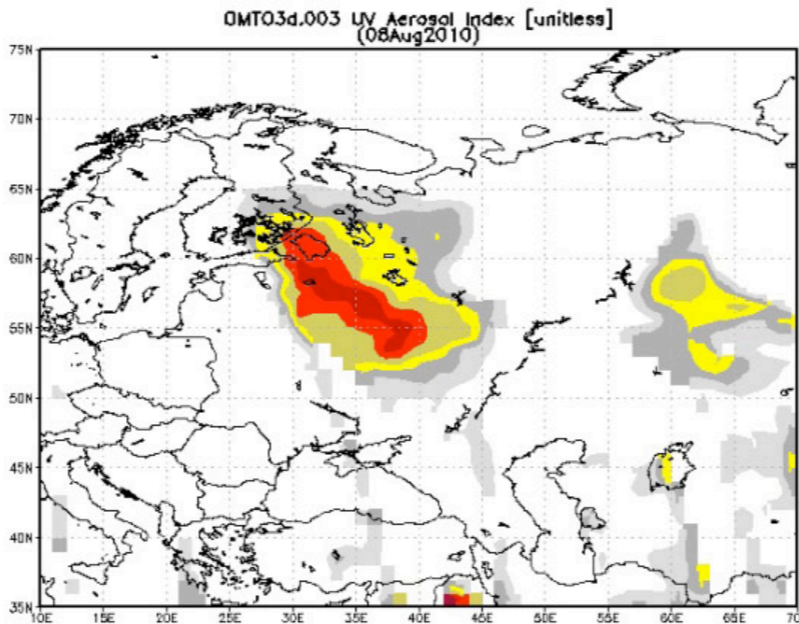 OMTO3d.003 UV Aerosol Index [unitless]
(08Aug2010)
75N
70N
65N
60N
55N
50N
45N
40N
35N
10E 15E 20E 25E 30E 35E 40E 45E 50E 55E 60E 65E 70